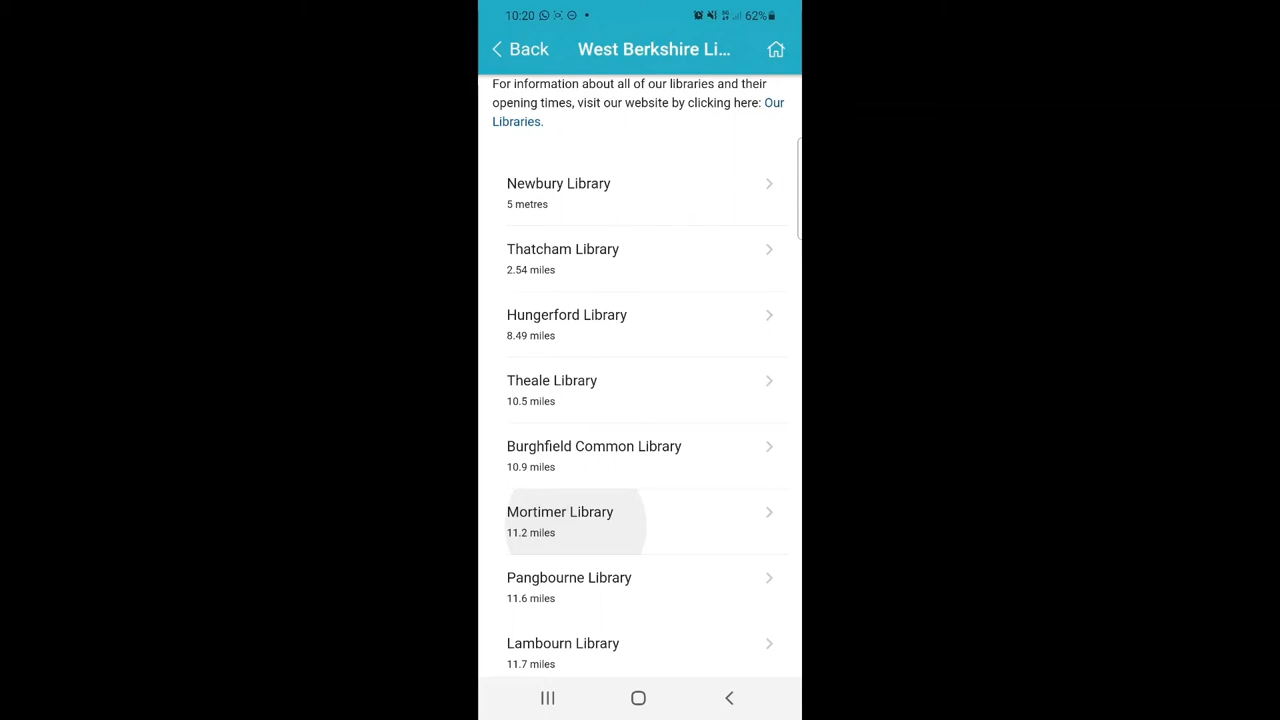 10:20 62%
Back West Berkshire Li...
For information about all of our libraries and their
opening times, visit our website by clicking here: Our
Libraries.
Newbury Library
5 metres
Thatcham Library
2.54 miles
Hungerford Library
8.49 miles
Theale Library
10.5 miles
Burghfield Common Library
10.9 miles
Mortimer Library
11.2 miles
Pangbourne Library
11.6 miles
Lambourn Library
11.7 miles